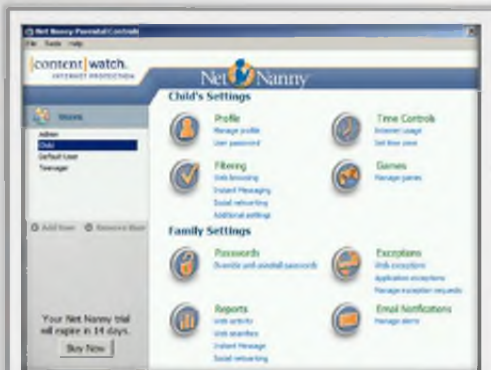 Net Nanny Parental Controls
File Tools Help
content watch.
INTERNET PROTECTION
Net Nanny
Users
Admin
Child
Default User
Teenager
Add User Remove User
Your Net Nanny trial
will expire in 14 days.
Buy Now
Child's Settings
Profile
Manage profile
User password
Time Controls
Internet usage
Set time zone
Filtering
Web browsing
Instant Messaging
Social networking
Additional settings
Games
Manage games
Family Settings
Passwords
Override and uninstall passwords
Exceptions
Web exceptions
Application exceptions
Manage exception requests
Reports
Web activity
Web searches
Instant Message
Social networking
Email Notifications
Manage alerts